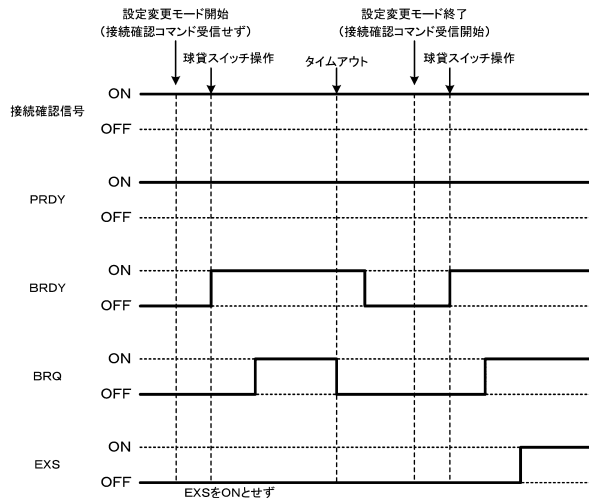 設定変更モード開始
（接続確認コマンド受信せず）
設定変更モード終了
（接続確認コマンド受信開始）
球貸スイッチ操作
タイムアウト
球貸スイッチ操作
接続確認信号
ON
OFF
PRDY
ON
OFF
BRDY
ON
OFF
BRQ
ON
OFF
EXS
ON
OFF
EXSをONとせず